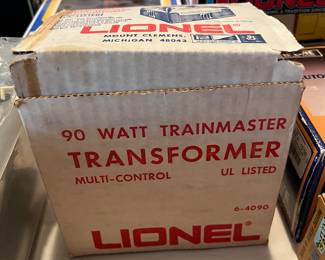 LIONEL
MOUNT CLEMENS,
MICHIGAN 48043
90 WATT TRAINMASTER
TRANSFORMER
MULTI-CONTROL UL LISTED
6-4090
LIONEL